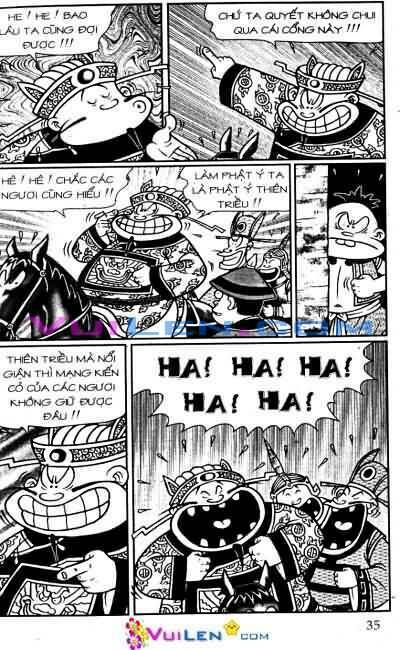 HE ! HE ! BAO
LÂU TA CŨNG ĐỢI
ĐƯỢC !!!
CHỨ TA QUYẾT KHÔNG CHUI
QUA CÁI CỔNG NÀY !!!
HÊ ! HÊ ! CHẮC CÁC
NGƯƠI CŨNG HIỂU !!
LÀM PHẬT Ý TA
LÀ PHẬT Ý THIÊN
TRIỀU !!
VUILEN.COM
THIÊN TRIỀU MÀ NỔI
GIẬN THÌ MẠNG KIẾN
CỎ CỦA CÁC NGƯƠI
KHÔNG GIỮ ĐƯỢC
ĐÂU !!
HA! HA! HA!
HA! HA!
35
VUILEN.COM